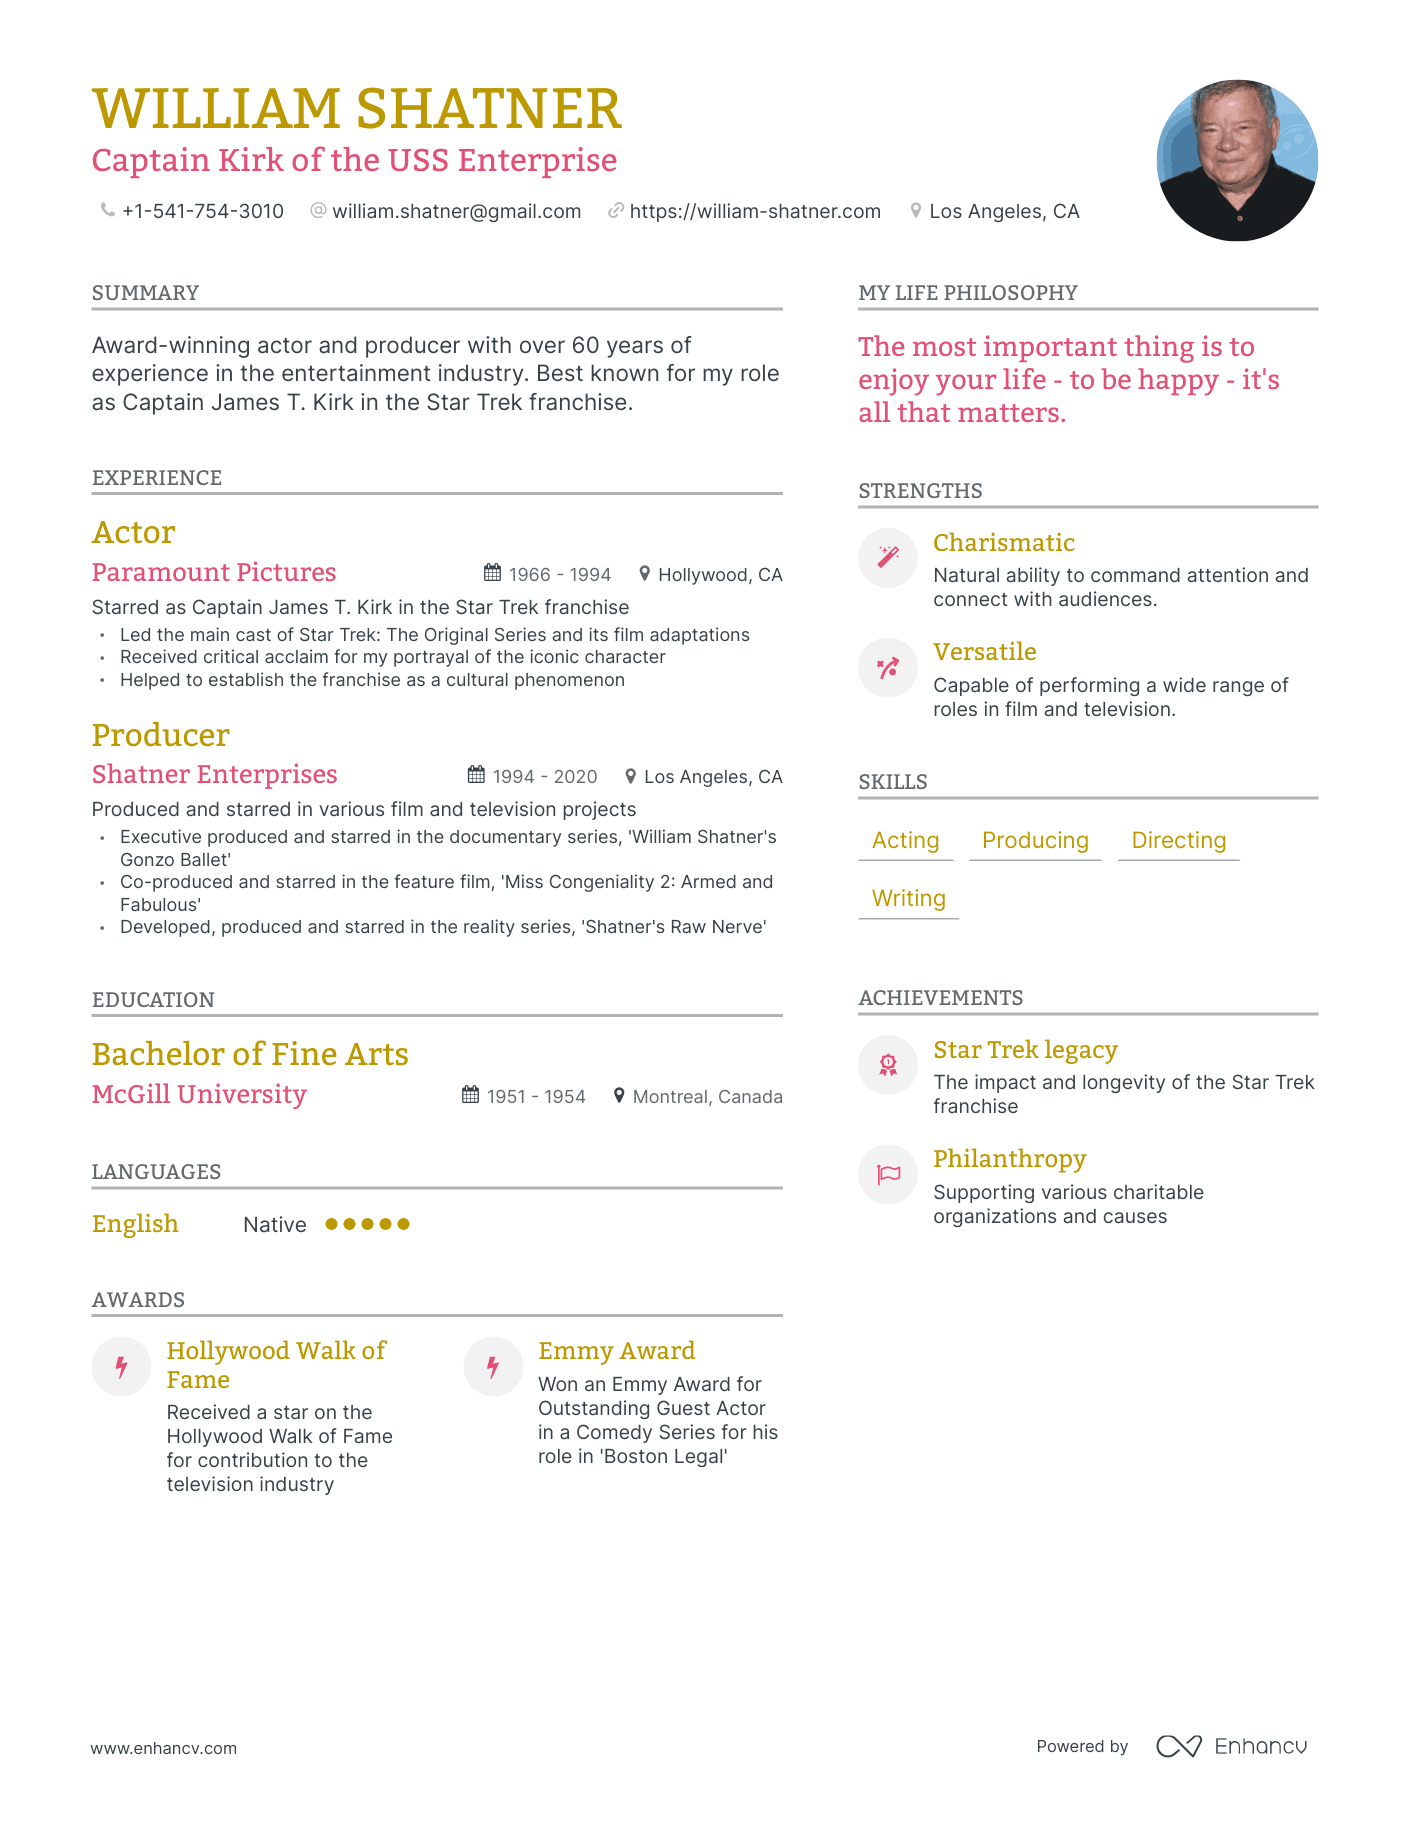 WILLIAM SHATNER
Captain Kirk of the USS Enterprise
+1-541-754-3010 @ william.shatner@gmail.com https://william-shatner.com Los Angeles, CA
SUMMARY
Award-winning actor and producer with over 60 years of
experience in the entertainment industry. Best known for my role
as Captain James T. Kirk in the Star Trek franchise.
EXPERIENCE
Actor
Paramount Pictures 1966 - 1994 Hollywood, CA
Starred as Captain James T. Kirk in the Star Trek franchise
• Led the main cast of Star Trek: The Original Series and its film adaptations
• Received critical acclaim for my portrayal of the iconic character
• Helped to establish the franchise as a cultural phenomenon
Producer
Shatner Enterprises 1994 - 2020 Los Angeles, CA
Produced and starred in various film and television projects
• Executive produced and starred in the documentary series, 'William Shatner's
Gonzo Ballet'
• Co-produced and starred in the feature film, 'Miss Congeniality 2: Armed and
Fabulous'
• Developed, produced and starred in the reality series, 'Shatner's Raw Nerve'
EDUCATION
Bachelor of Fine Arts
McGill University 1951 - 1954 Montreal, Canada
LANGUAGES
English Native
AWARDS
Hollywood Walk of
Fame
Received a star on the
Hollywood Walk of Fame
for contribution to the
television industry
Emmy Award
Won an Emmy Award for
Outstanding Guest Actor
in a Comedy Series for his
role in 'Boston Legal'
MY LIFE PHILOSOPHY
The most important thing is to
enjoy your life - to be happy - it's
all that matters.
STRENGTHS
Charismatic
Natural ability to command attention and
connect with audiences.
Versatile
Capable of performing a wide range of
roles in film and television.
SKILLS
Acting Producing Directing
Writing
ACHIEVEMENTS
Star Trek legacy
The impact and longevity of the Star Trek
franchise
Philanthropy
Supporting various charitable
organizations and causes
www.enhancv.com
Powered by Enhancv